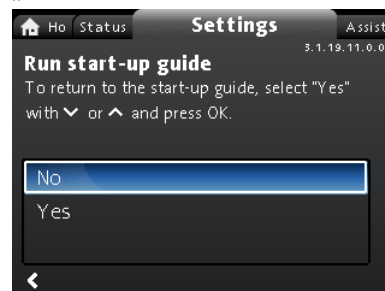 Ho Status Settings Assist
3.1.19.11.0.0
Run start-up guide
To return to the start-up guide, select "Yes"
with ⌄ or ⌃ and press OK.
No
Yes